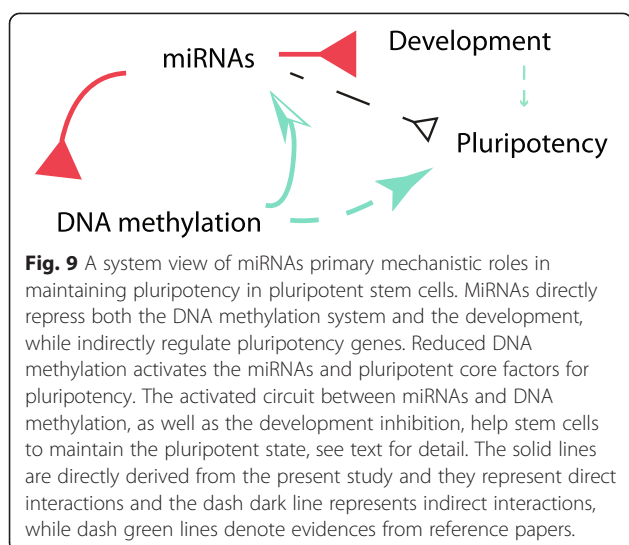 Development
miRNAs
Pluripotency
DNA methylation
Fig. 9 A system view of miRNAs primary mechanistic roles in
maintaining pluripotency in pluripotent stem cells. MiRNAs directly
repress both the DNA methylation system and the development,
while indirectly regulate pluripotency genes. Reduced DNA
methylation activates the miRNAs and pluripotent core factors for
pluripotency. The activated circuit between miRNAs and DNA
methylation, as well as the development inhibition, help stem cells
to maintain the pluripotent state, see text for detail. The solid lines
are directly derived from the present study and they represent direct
interactions and the dash dark line represents indirect interactions,
while dash green lines denote evidences from reference papers.